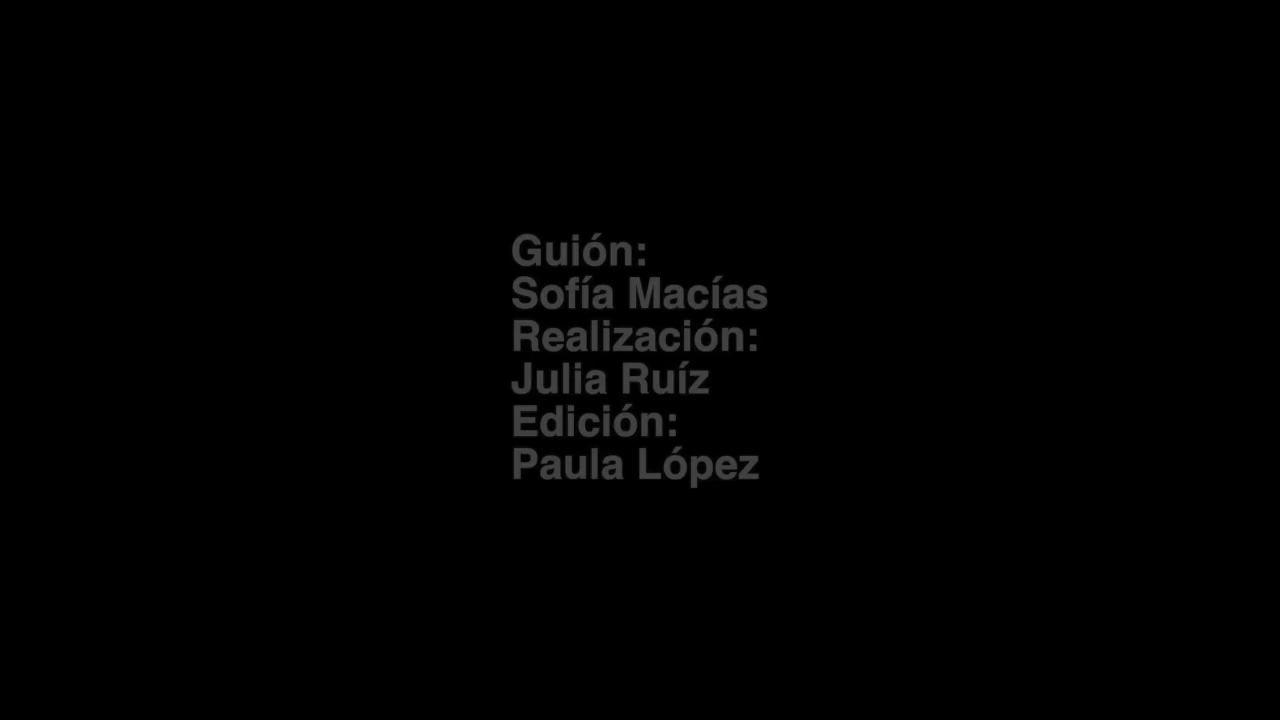 Guión:
Sofía Macías
Realización:
Julia Ruíz
Edición:
Paula López